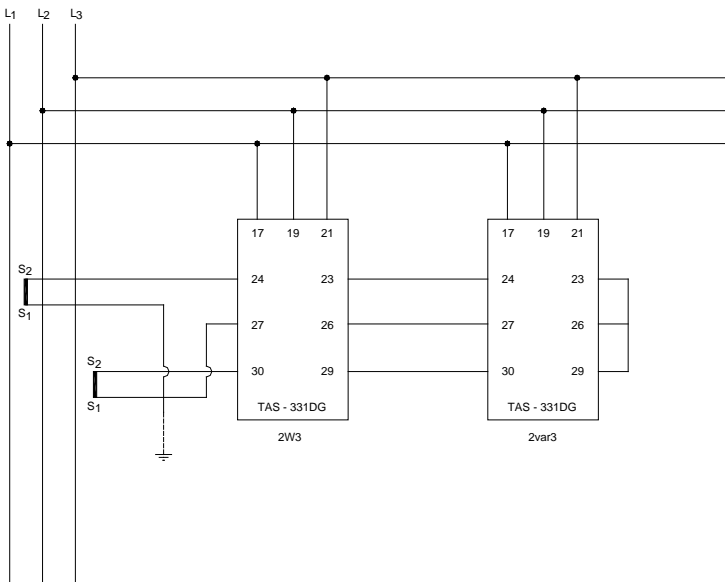 L1 L2 L3
17 19 21 17 19 21
S2
24 23 24 23
S1
27 26 27 26
S2
30 29 30 29
S1
TAS - 331DG TAS - 331DG
2W3 2var3